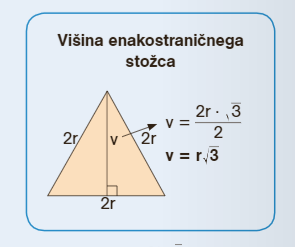 Višina enakostraničnega
stožca
2r
v
2r
2r
v = 2r · √3 / 2
v = r√3